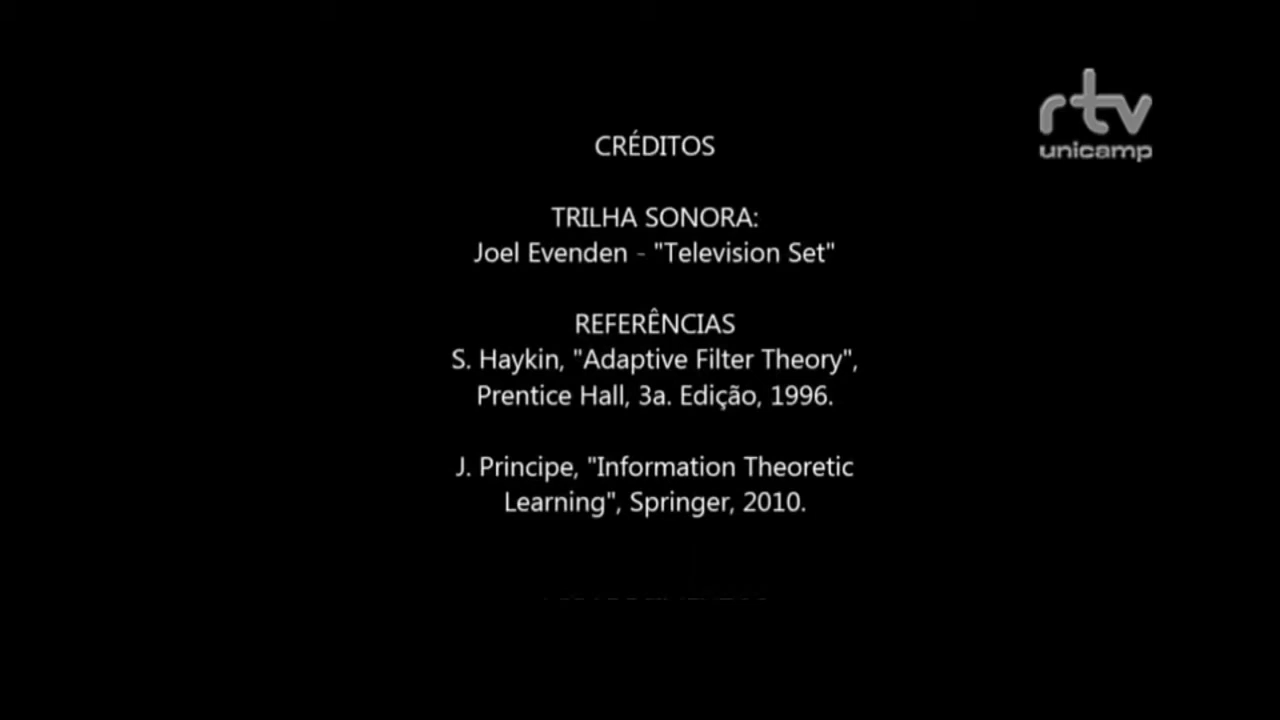 rtv
unicamp
CRÉDITOS
TRILHA SONORA:
Joel Evenden - "Television Set"
REFERÊNCIAS
S. Haykin, "Adaptive Filter Theory",
Prentice Hall, 3a. Edição, 1996.
J. Principe, "Information Theoretic
Learning", Springer, 2010.